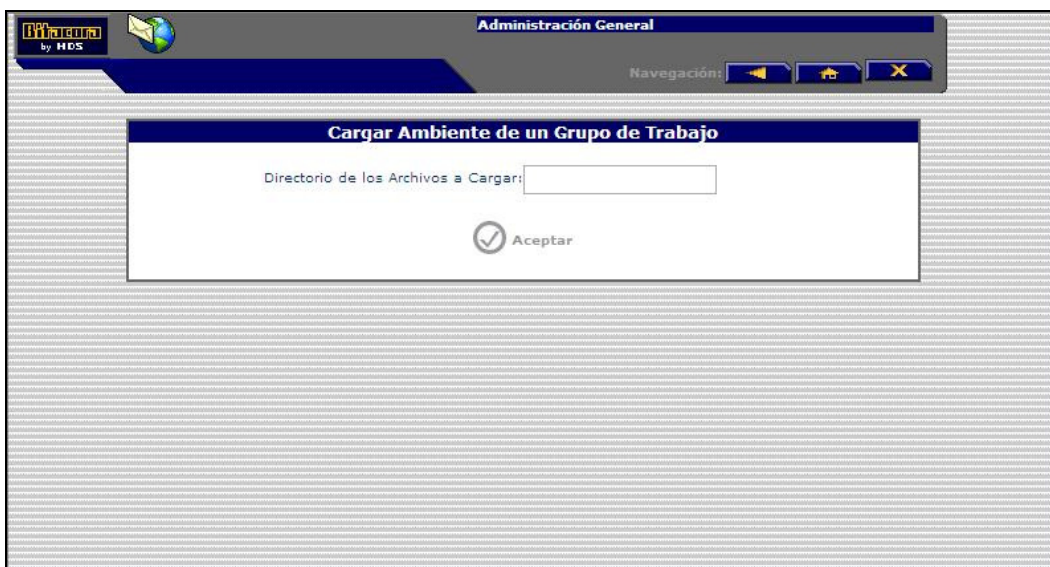 Bitacora
by HDS
Administración General
Navegación:
Cargar Ambiente de un Grupo de Trabajo
Directorio de los Archivos a Cargar:
Aceptar